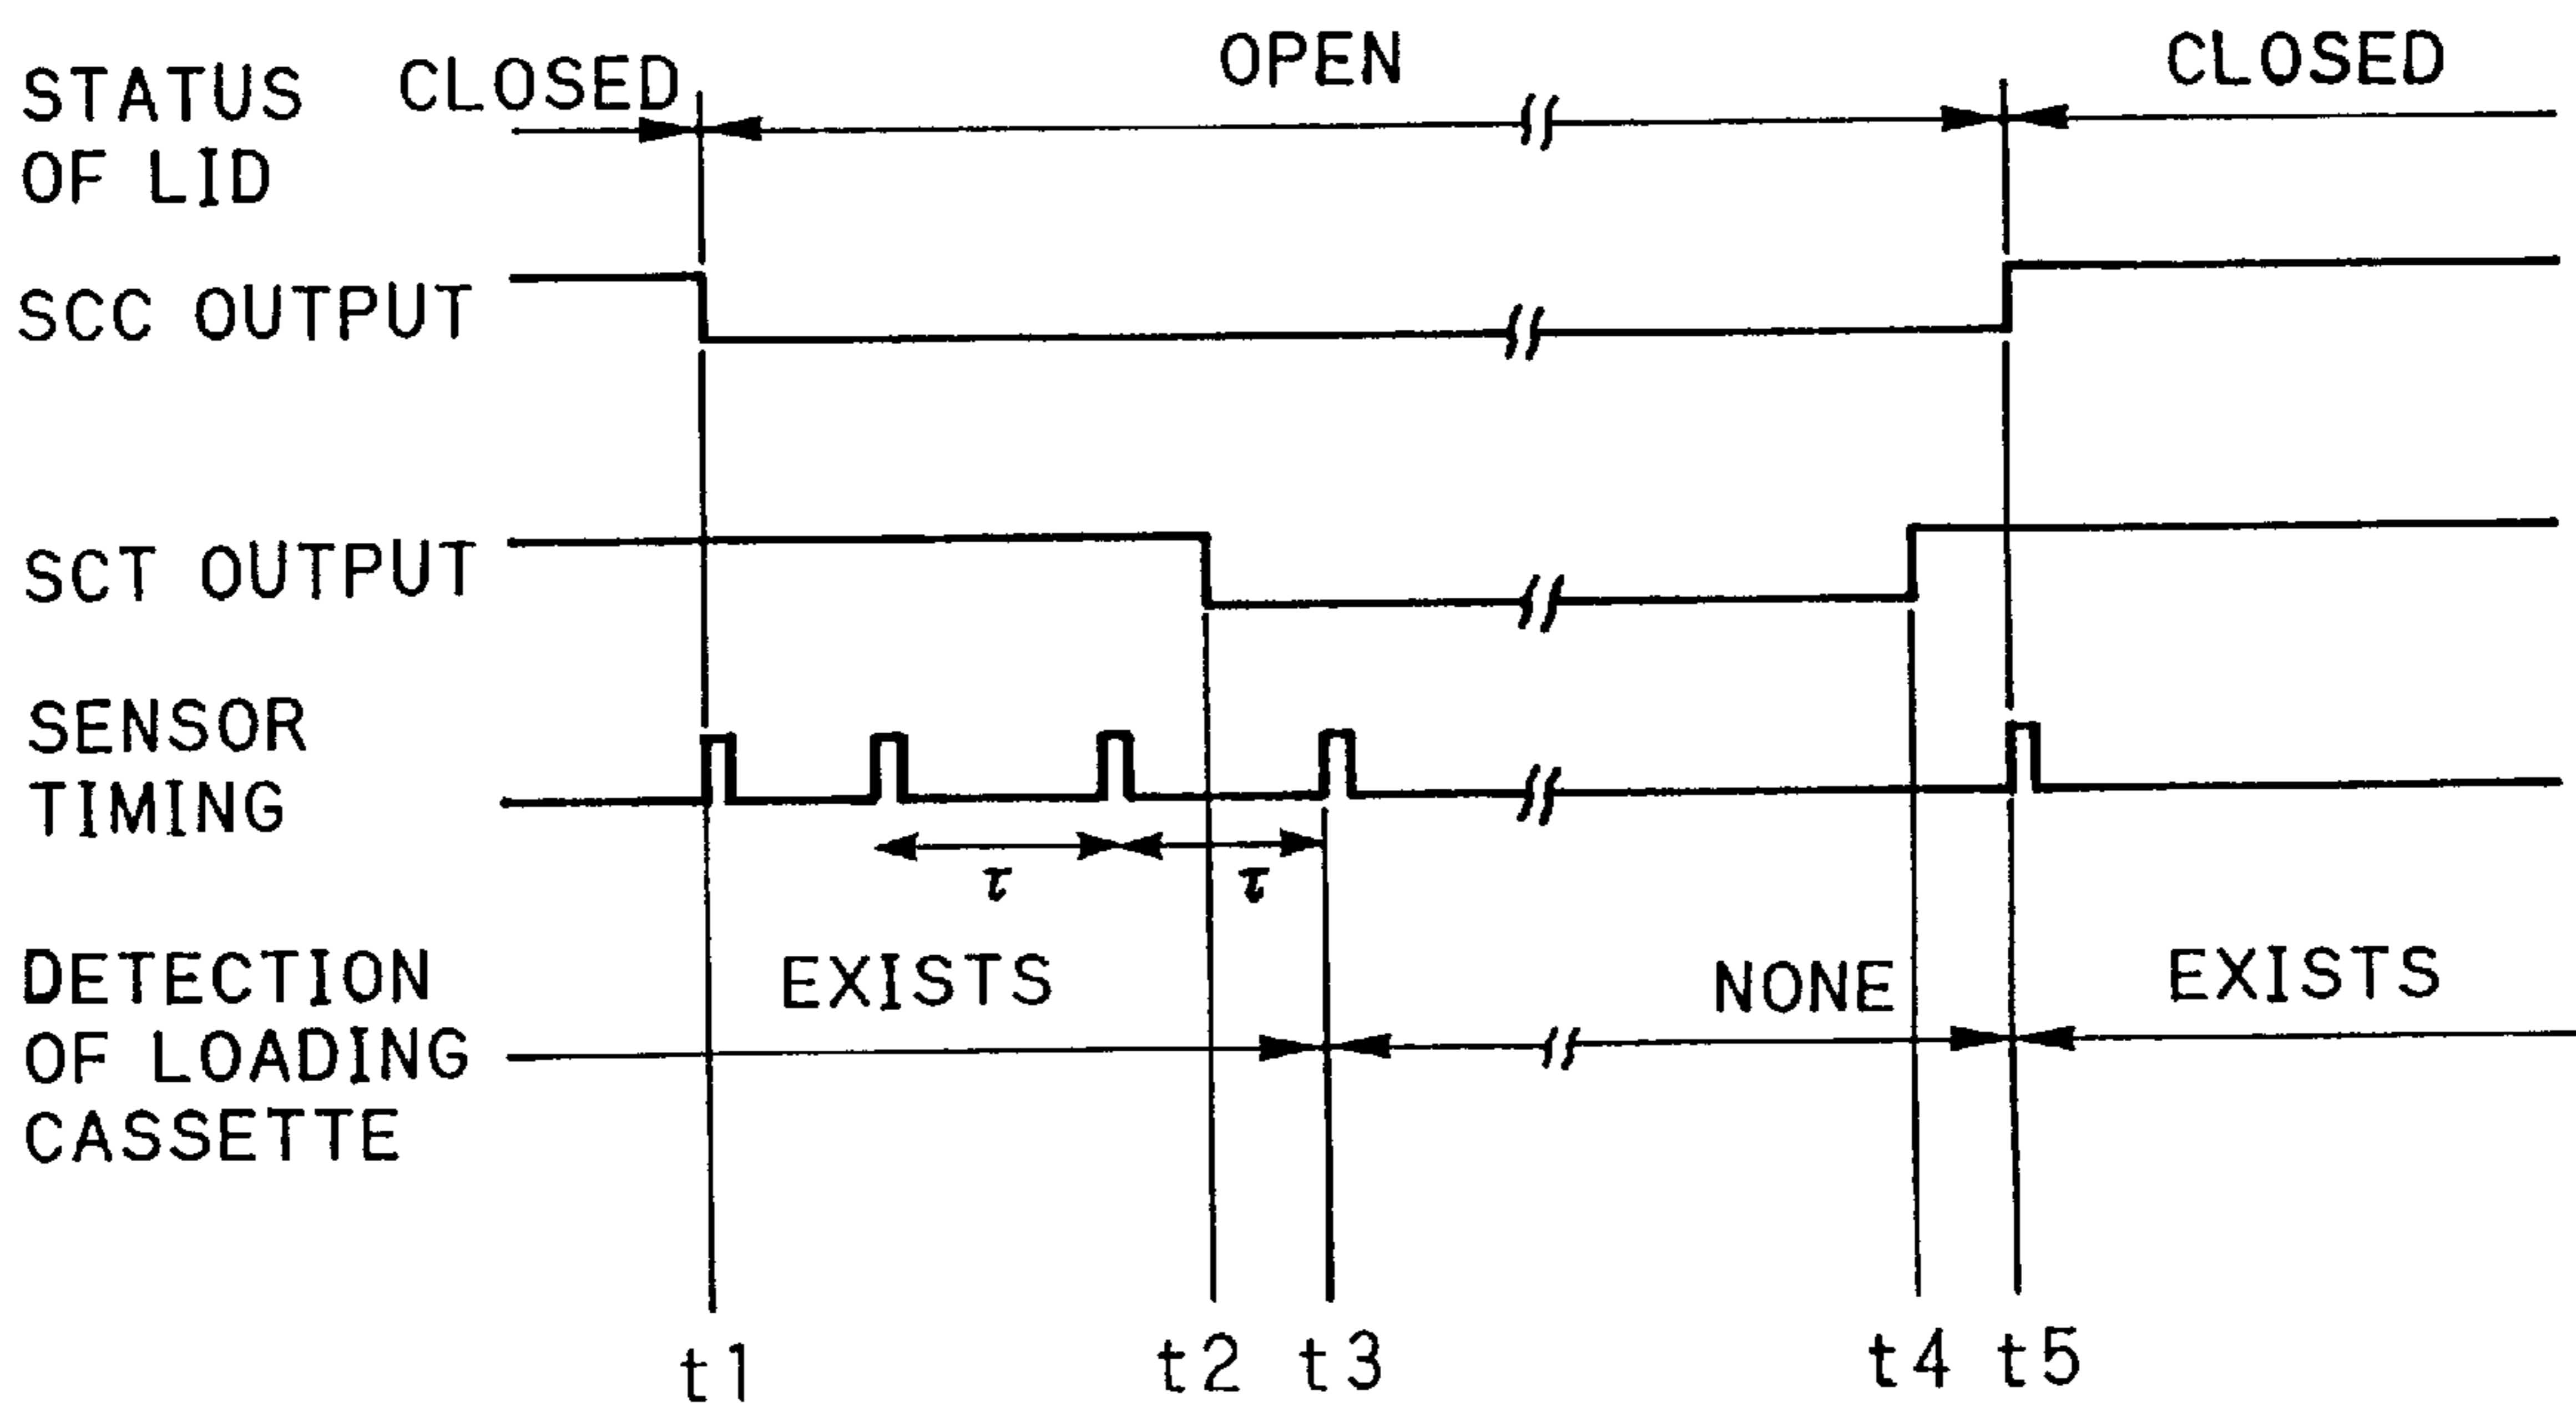 STATUS OF LID
CLOSED
OPEN
CLOSED
SCC OUTPUT
SCT OUTPUT
SENSOR TIMING
τ
τ
DETECTION OF LOADING CASSETTE
EXISTS
NONE
EXISTS
t1
t2
t3
t4
t5